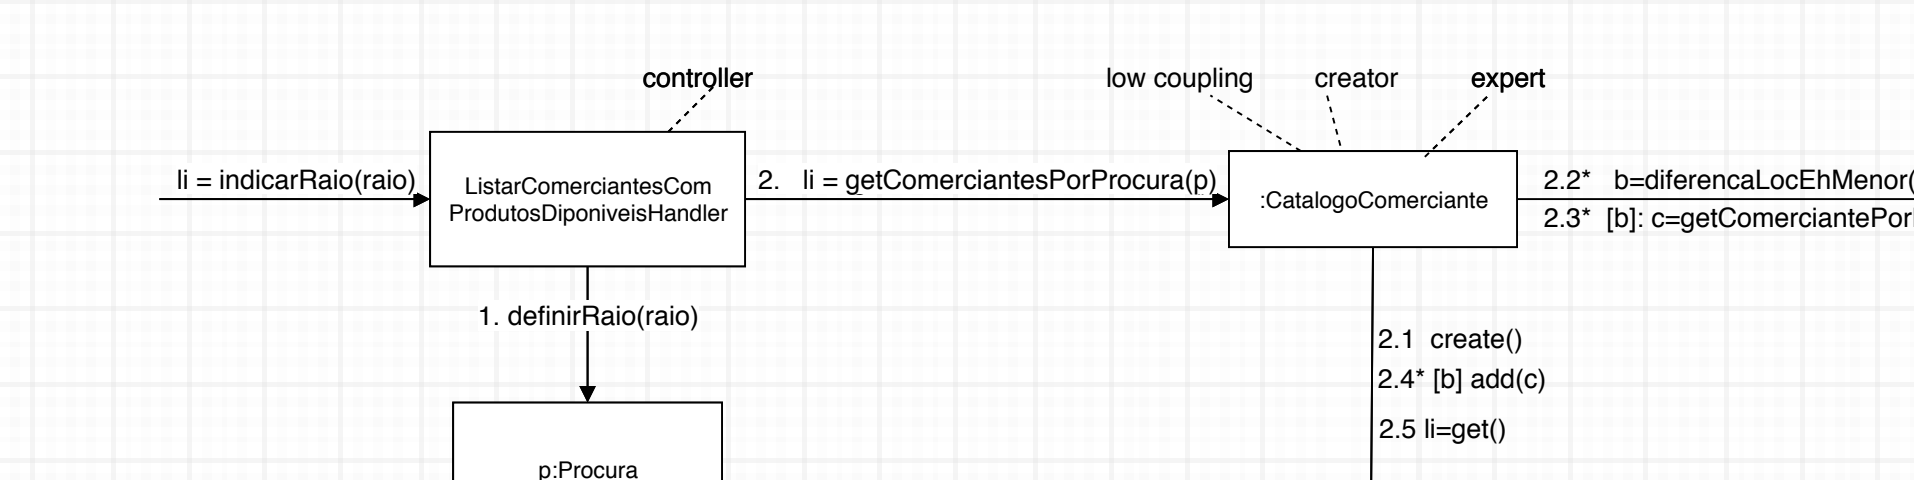 controller
low coupling
creator
expert
li = indicarRaio(raio)
ListarComerciantesCom
ProdutosDiponiveisHandler
2. li = getComerciantesPorProcura(p)
:CatalogoComerciante
2.2* b=diferencaLocEhMenor(
2.3* [b]: c=getComerciantePor
1. definirRaio(raio)
2.1 create()
2.4* [b] add(c)
2.5 li=get()
p:Procura